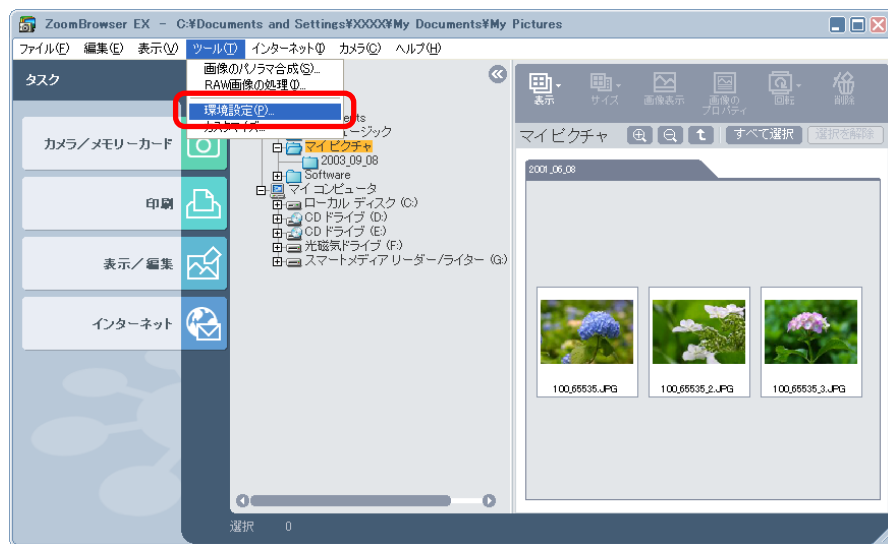 ZoomBrowser EX - C:¥Documents and Settings¥XXXX¥My Documents¥My Pictures
ファイル(F) 編集(E) 表示(V) ツール(T) インターネット(I) カメラ(C) ヘルプ(H)
タスク
画像のパノラマ合成(S)...
RAW画像の処理(I)...
環境設定(P)...
カスタマイズ...
カメラ／メモリーカード
印刷
表示／編集
インターネット
ージック
マイ ピクチャ
2003_09_08
Software
マイ コンピュータ
ローカル ディスク (C:)
CD ドライブ (D:)
CD ドライブ (E:)
光磁気ドライブ (F:)
スマートメディア リーダー/ライター (G:)
表示
サイズ
画像表示
画像のプロパティ
回転
削除
マイ ピクチャ
すべて選択
選択を解除
2001_06_08
100_65535.JPG
100_65535_2.JPG
100_65535_3.JPG
選択 0